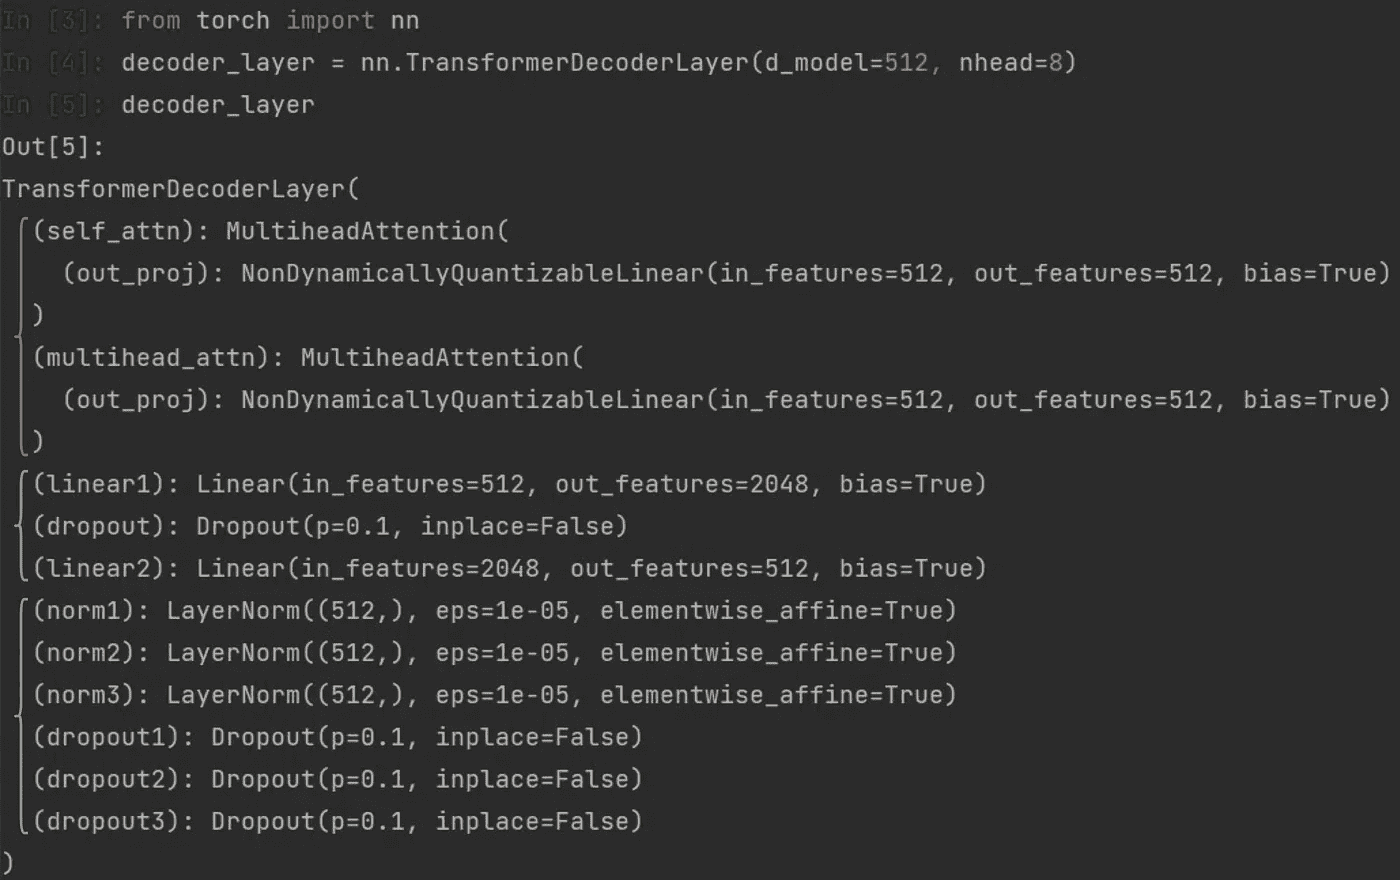 In [3]: from torch import nn
In [4]: decoder_layer = nn.TransformerDecoderLayer(d_model=512, nhead=8)
In [5]: decoder_layer
Out[5]:
TransformerDecoderLayer(
(self_attn): MultiheadAttention(
(out_proj): NonDynamicallyQuantizableLinear(in_features=512, out_features=512, bias=True)
)
(multihead_attn): MultiheadAttention(
(out_proj): NonDynamicallyQuantizableLinear(in_features=512, out_features=512, bias=True)
)
(linear1): Linear(in_features=512, out_features=2048, bias=True)
(dropout): Dropout(p=0.1, inplace=False)
(linear2): Linear(in_features=2048, out_features=512, bias=True)
(norm1): LayerNorm((512,), eps=1e-05, elementwise_affine=True)
(norm2): LayerNorm((512,), eps=1e-05, elementwise_affine=True)
(norm3): LayerNorm((512,), eps=1e-05, elementwise_affine=True)
(dropout1): Dropout(p=0.1, inplace=False)
(dropout2): Dropout(p=0.1, inplace=False)
(dropout3): Dropout(p=0.1, inplace=False)
)